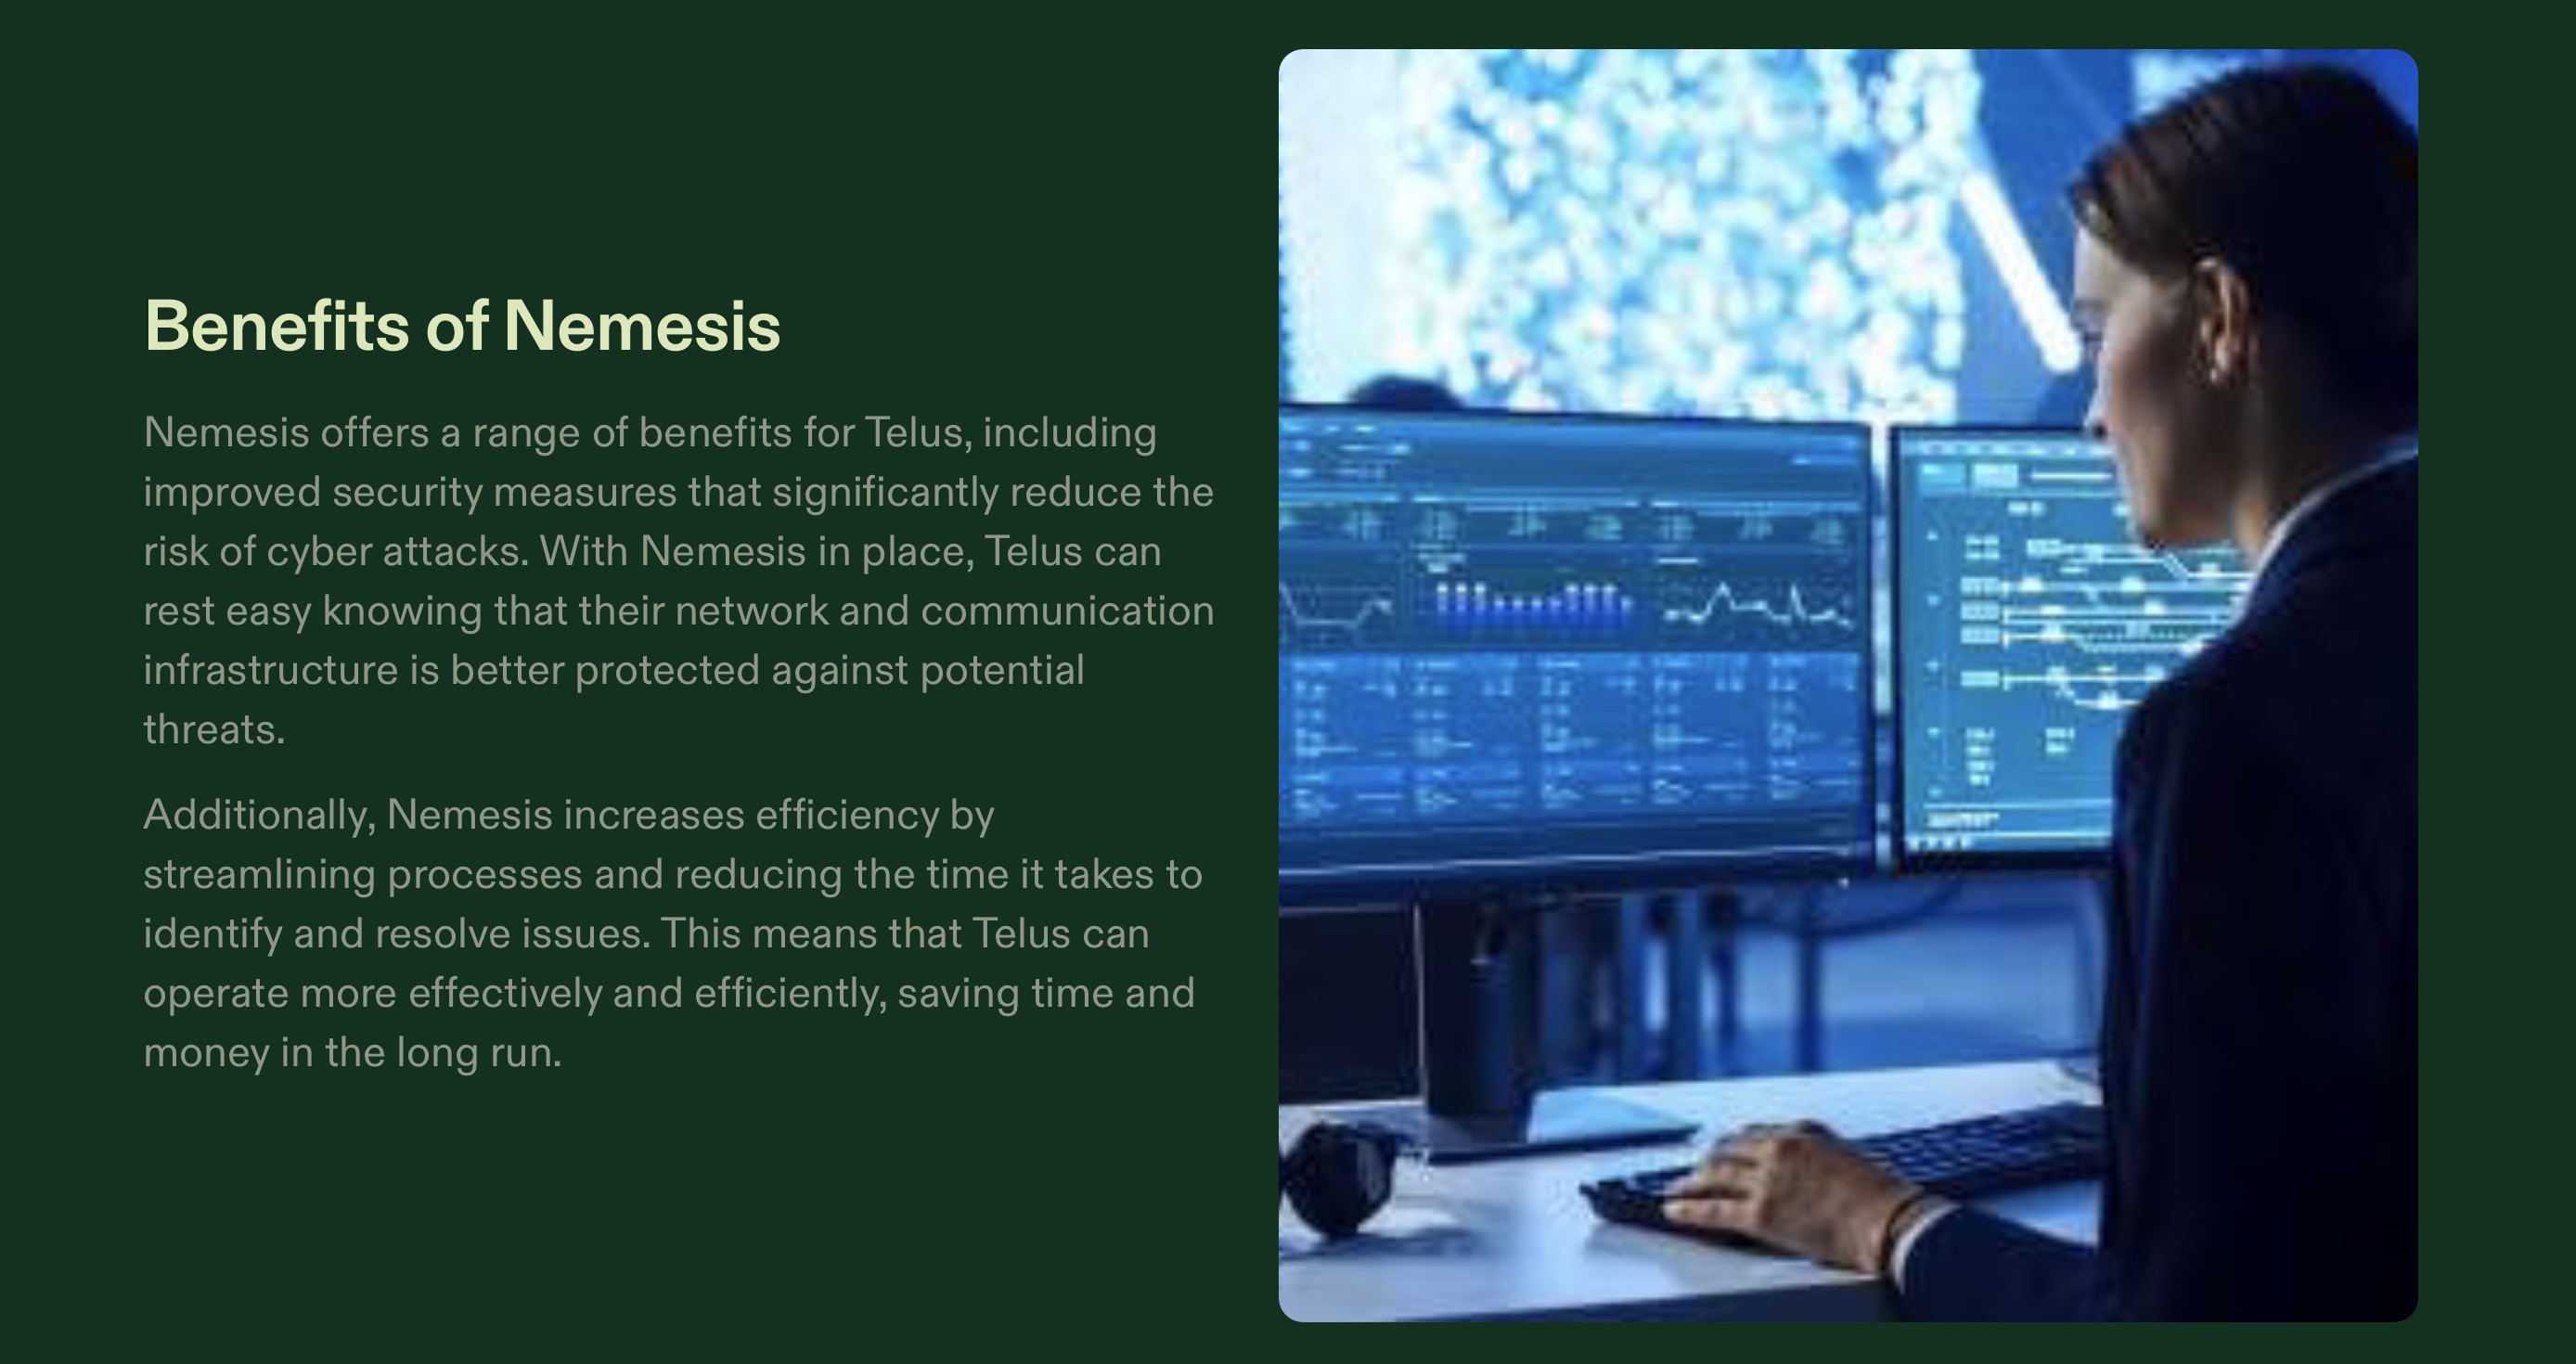 Benefits of Nemesis
Nemesis offers a range of benefits for Telus, including
improved security measures that significantly reduce the
risk of cyber attacks. With Nemesis in place, Telus can
rest easy knowing that their network and communication
infrastructure is better protected against potential
threats.
Additionally, Nemesis increases efficiency by
streamlining processes and reducing the time it takes to
identify and resolve issues. This means that Telus can
operate more effectively and efficiently, saving time and
money in the long run.